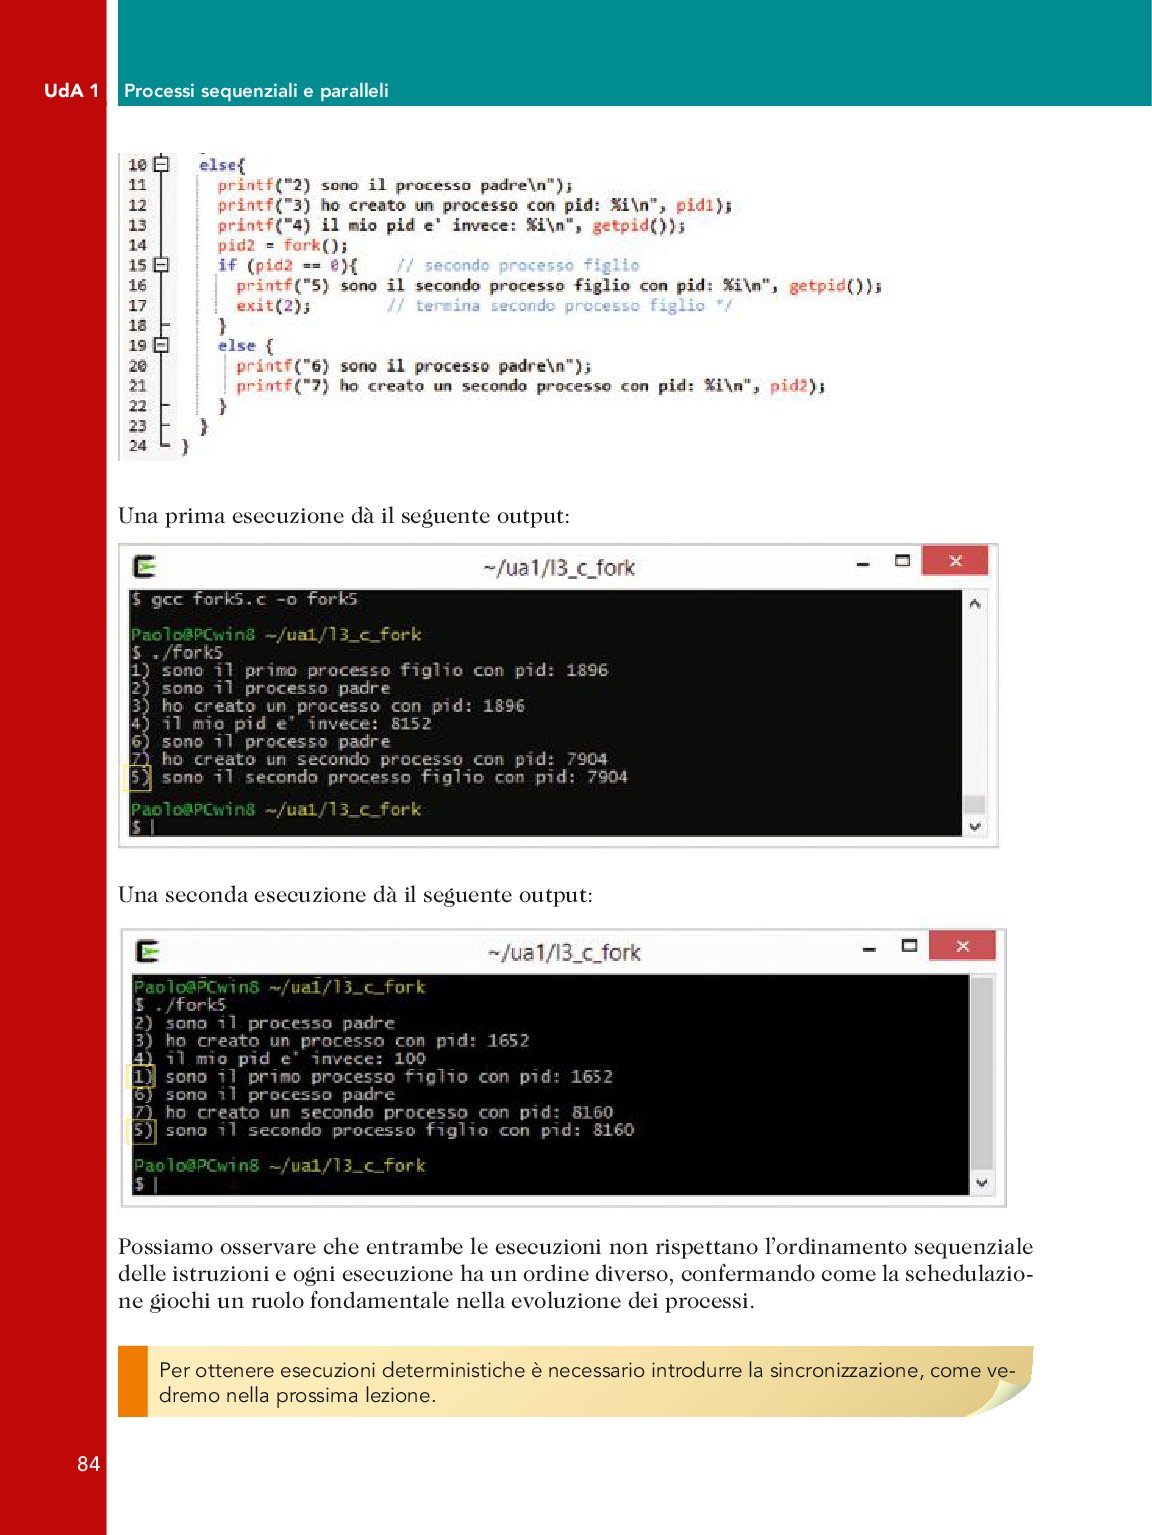 UdA 1 Processi sequenziali e paralleli
10 else{
11 printf("2) sono il processo padre\n");
12 printf("3) ho creato un processo con pid: %i\n", pid1);
13 printf("4) il mio pid e' invece: %i\n", getpid());
14 pid2 = fork();
15 if (pid2 == 0){ // secondo processo figlio
16 printf("5) sono il secondo processo figlio con pid: %i\n", getpid());
17 exit(2); // termina secondo processo figlio */
18 }
19 else {
20 printf("6) sono il processo padre\n");
21 printf("7) ho creato un secondo processo con pid: %i\n", pid2);
22 }
23 }
24 }
Una prima esecuzione dà il seguente output:
~/ua1/l3_c_fork
$ gcc fork5.c -o fork5
Paolo@PCwin8 ~/ua1/l3_c_fork
$ ./fork5
1) sono il primo processo figlio con pid: 1896
2) sono il processo padre
3) ho creato un processo con pid: 1896
4) il mio pid e' invece: 8152
6) sono il processo padre
7) ho creato un secondo processo con pid: 7904
5) sono il secondo processo figlio con pid: 7904
Paolo@PCwin8 ~/ua1/l3_c_fork
$
Una seconda esecuzione dà il seguente output:
~/ua1/l3_c_fork
Paolo@PCwin8 ~/ua1/l3_c_fork
$ ./fork5
2) sono il processo padre
3) ho creato un processo con pid: 1652
4) il mio pid e' invece: 100
1) sono il primo processo figlio con pid: 1652
6) sono il processo padre
7) ho creato un secondo processo con pid: 8160
5) sono il secondo processo figlio con pid: 8160
Paolo@PCwin8 ~/ua1/l3_c_fork
$
Possiamo osservare che entrambe le esecuzioni non rispettano l'ordinamento sequenziale
delle istruzioni e ogni esecuzione ha un ordine diverso, confermando come la schedulazio-
ne giochi un ruolo fondamentale nella evoluzione dei processi.
Per ottenere esecuzioni deterministiche è necessario introdurre la sincronizzazione, come ve-
dremo nella prossima lezione.
84